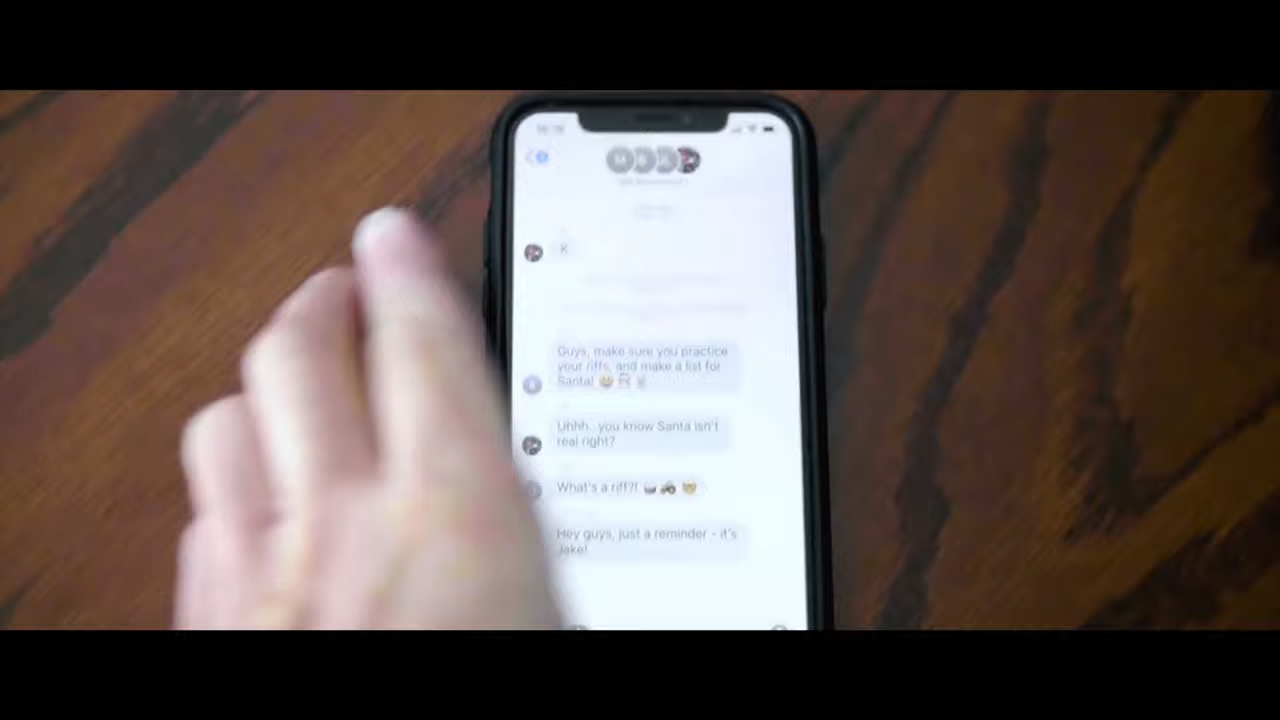 K
Guys, make sure you practice
your riffs, and make a list for
Santa! 😃 🎅 ✌
Uhhh...you know Santa isn't
real right?
What's a riff?! 🥁 🚜 🤓
Hey guys, just a reminder - it's
Jake!